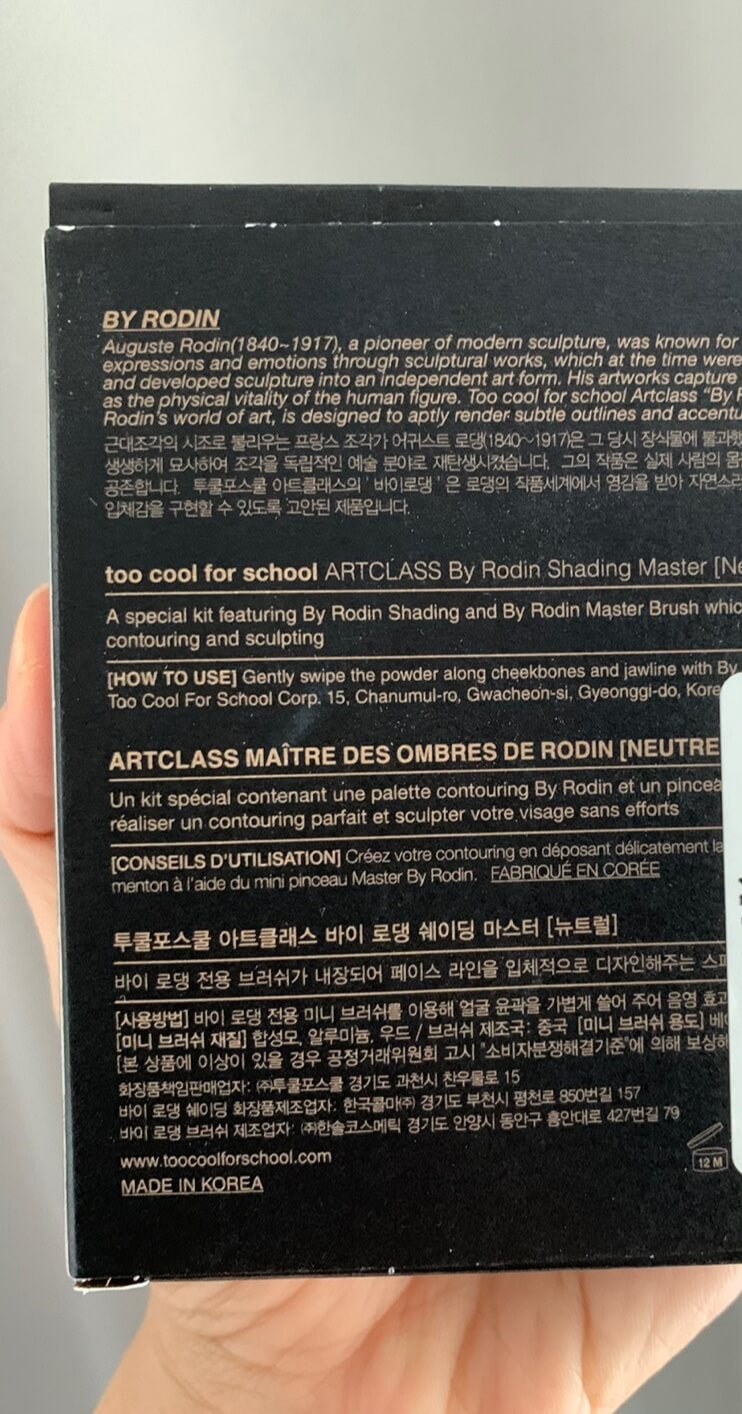 BY RODIN
Auguste Rodin(1840~1917), a pioneer of modern sculpture, was known for
expressions and emotions through sculptural works, which at the time were
and developed sculpture into an independent art form. His artworks capture
as the physical vitality of the human figure. Too cool for school Artclass "By
Rodin's world of art, is designed to aptly render subtle outlines and accentu
근대조각의 시조로 불리우는 프랑스 조각가 어귀스트 로댕(1840~1917)은 그 당시 장식물에 불과했
생생하게 묘사하여 조각을 독립적인 예술 분야로 재탄생시켰습니다. 그의 작품은 실제 사람의 움
공존합니다. 투쿨포스쿨 아트클래스의 ' 바이로댕 ' 은 로댕의 작품세계에서 영감을 받아 자연스러
입체감을 구현할 수 있도록 고안된 제품입니다.
too cool for school ARTCLASS By Rodin Shading Master [Ne
A special kit featuring By Rodin Shading and By Rodin Master Brush whic
contouring and sculpting
[HOW TO USE] Gently swipe the powder along cheekbones and jawline with By
Too Cool For School Corp. 15, Chanumul-ro, Gwacheon-si, Gyeonggi-do, Kore
ARTCLASS MAÎTRE DES OMBRES DE RODIN [NEUTRE
Un kit spécial contenant une palette contouring By Rodin et un pincea
réaliser un contouring parfait et sculpter votre visage sans efforts
[CONSEILS D'UTILISATION] Créez votre contouring en déposant délicatement la
menton à l'aide du mini pinceau Master By Rodin. FABRIQUÉ EN CORÉE
투쿨포스쿨 아트클래스 바이 로댕 쉐이딩 마스터 [뉴트럴]
바이 로댕 전용 브러쉬가 내장되어 페이스 라인을 입체적으로 디자인해주는 스
[사용방법] 바이 로댕 전용 미니 브러쉬를 이용해 얼굴 윤곽을 가볍게 쓸어 주어 음영 효과
[미니 브러쉬 재질] 합성모, 알루미늄, 우드 / 브러쉬 제조국: 중국 [미니 브러쉬 용도] 베
[본 상품에 이상이 있을 경우 공정거래위원회 고시 "소비자분쟁해결기준"에 의해 보상
화장품책임판매업자: ㈜투쿨포스쿨 경기도 과천시 찬우물로 15
바이 로댕 쉐이딩 화장품제조업자: 한국콜마㈜ 경기도 부천시 평천로 850번길 157
바이 로댕 브러쉬 제조업자: ㈜한솔코스메틱 경기도 안양시 동안구 흥안대로 427번길 79
www.toocoolforschool.com
12 M
MADE IN KOREA